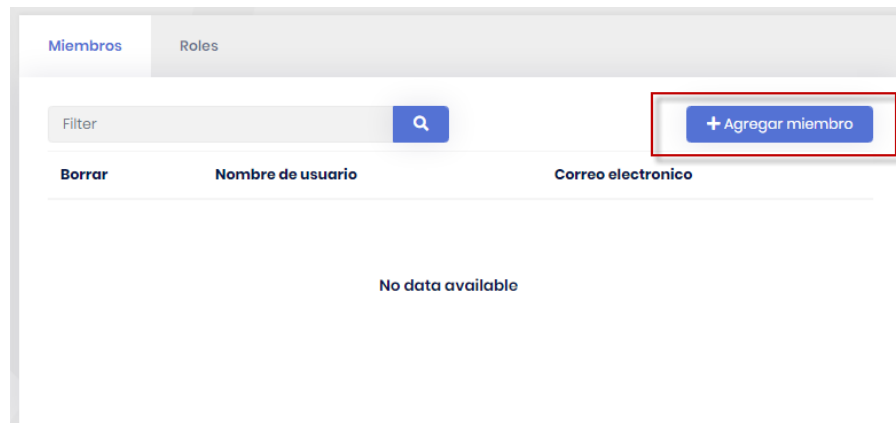 Miembros Roles
Filter
+ Agregar miembro
Borrar Nombre de usuario Correo electronico
No data available